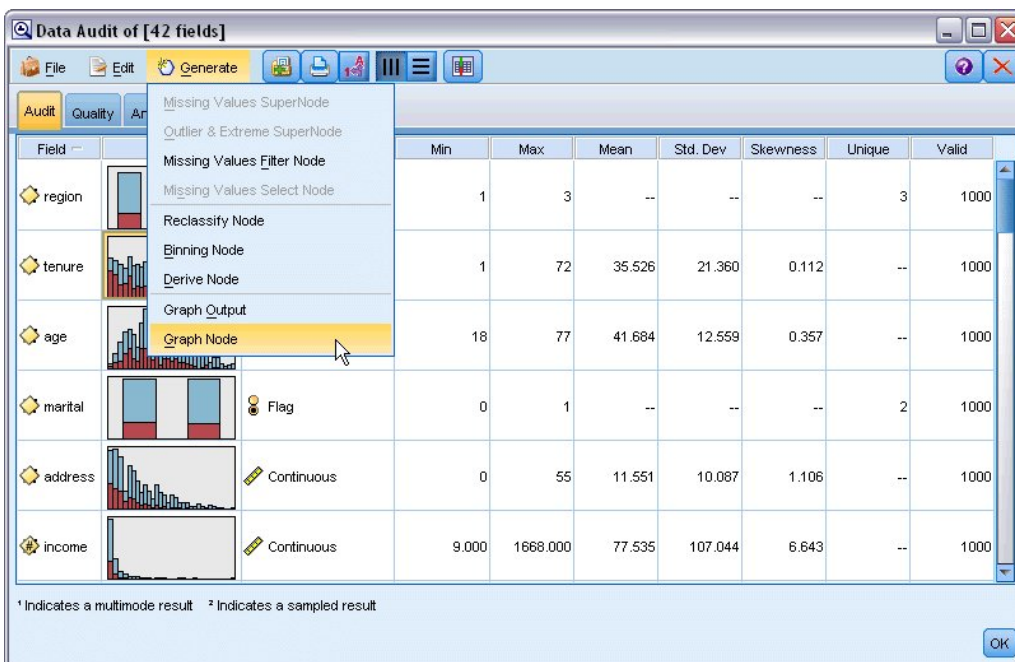 Data Audit of [42 fields]
File Edit Generate
Audit Quality An
Missing Values SuperNode
Outlier & Extreme SuperNode
Missing Values Filter Node
Missing Values Select Node
Reclassify Node
Binning Node
Derive Node
Graph Output
Graph Node
Field Min Max Mean Std. Dev Skewness Unique Valid
region 1 3 -- -- -- 3 1000
tenure 1 72 35.526 21.360 0.112 -- 1000
age 18 77 41.684 12.559 0.357 -- 1000
marital Flag 0 1 -- -- -- 2 1000
address Continuous 0 55 11.551 10.087 1.106 -- 1000
income Continuous 9.000 1668.000 77.535 107.044 6.643 -- 1000
¹ Indicates a multimode result ² Indicates a sampled result
OK